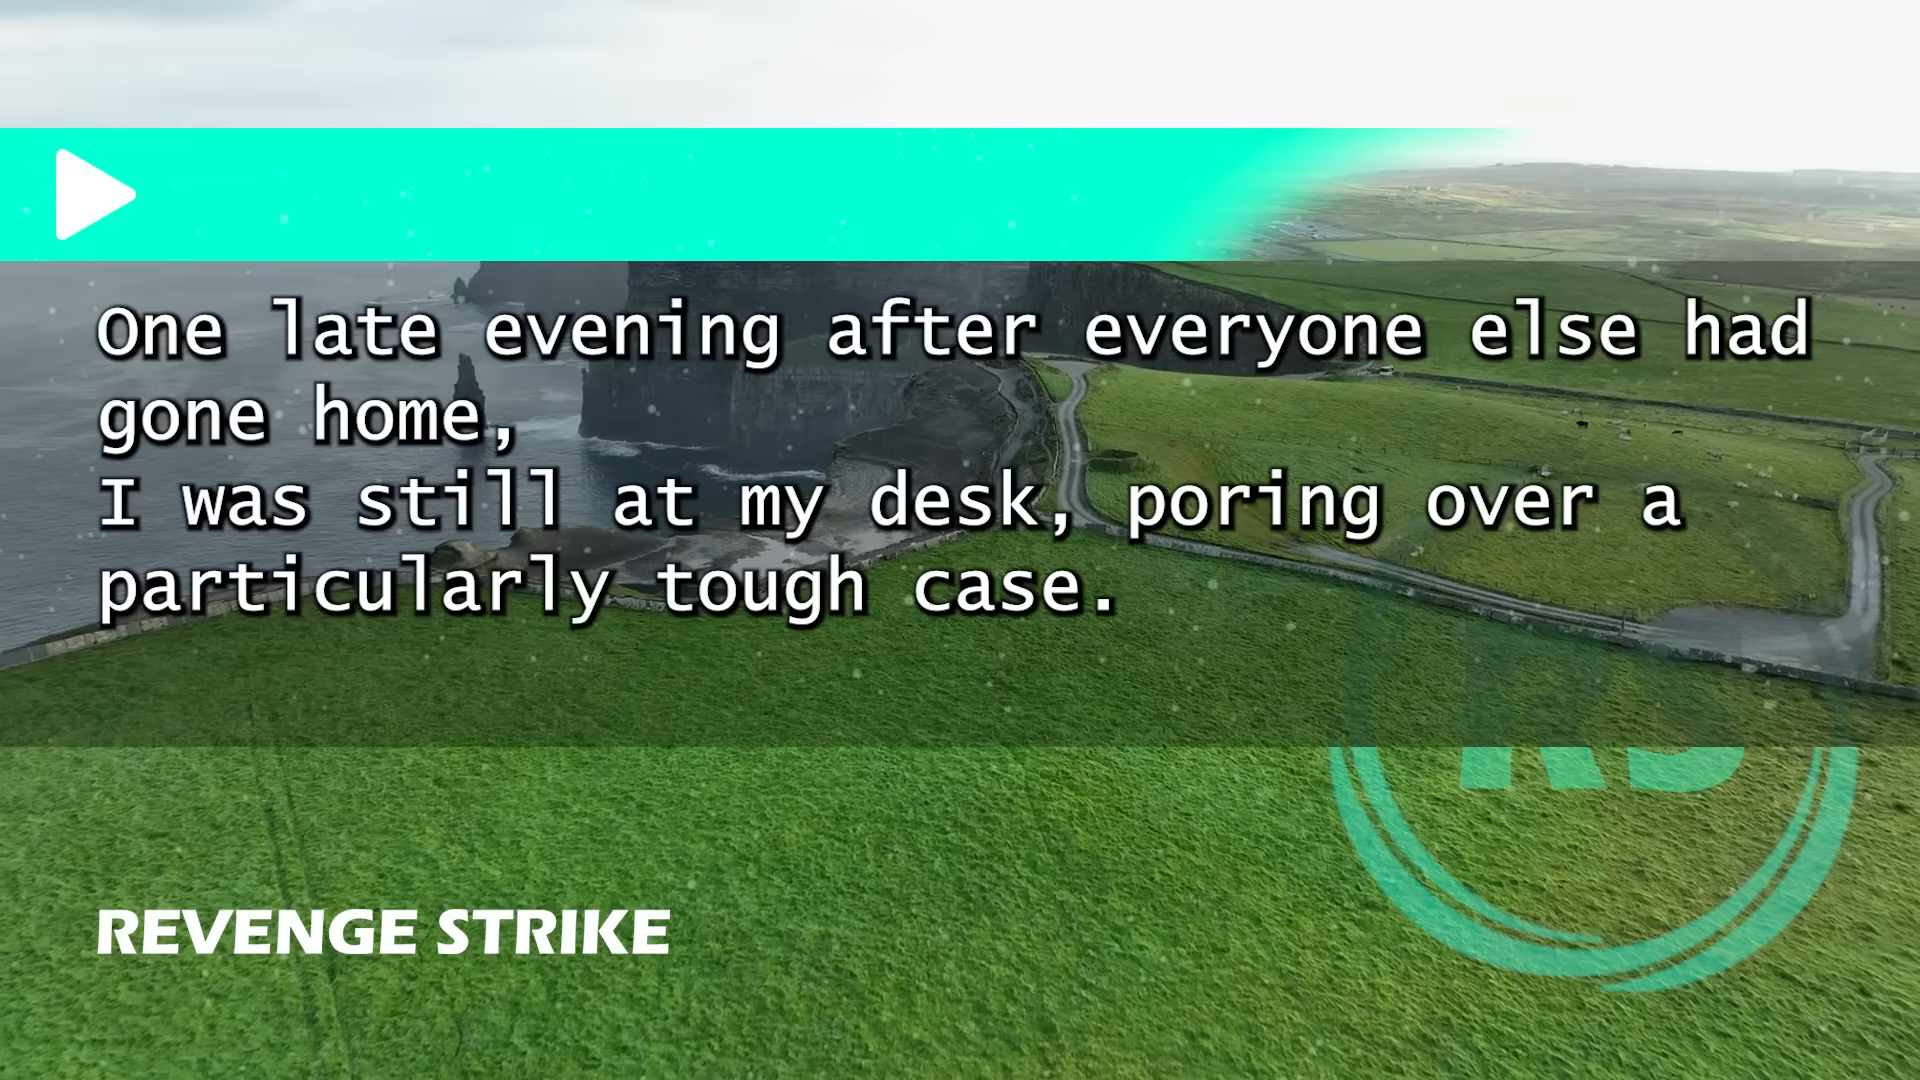 One late evening after everyone else had
gone home,
I was still at my desk, poring over a
particularly tough case.
RS
REVENGE STRIKE